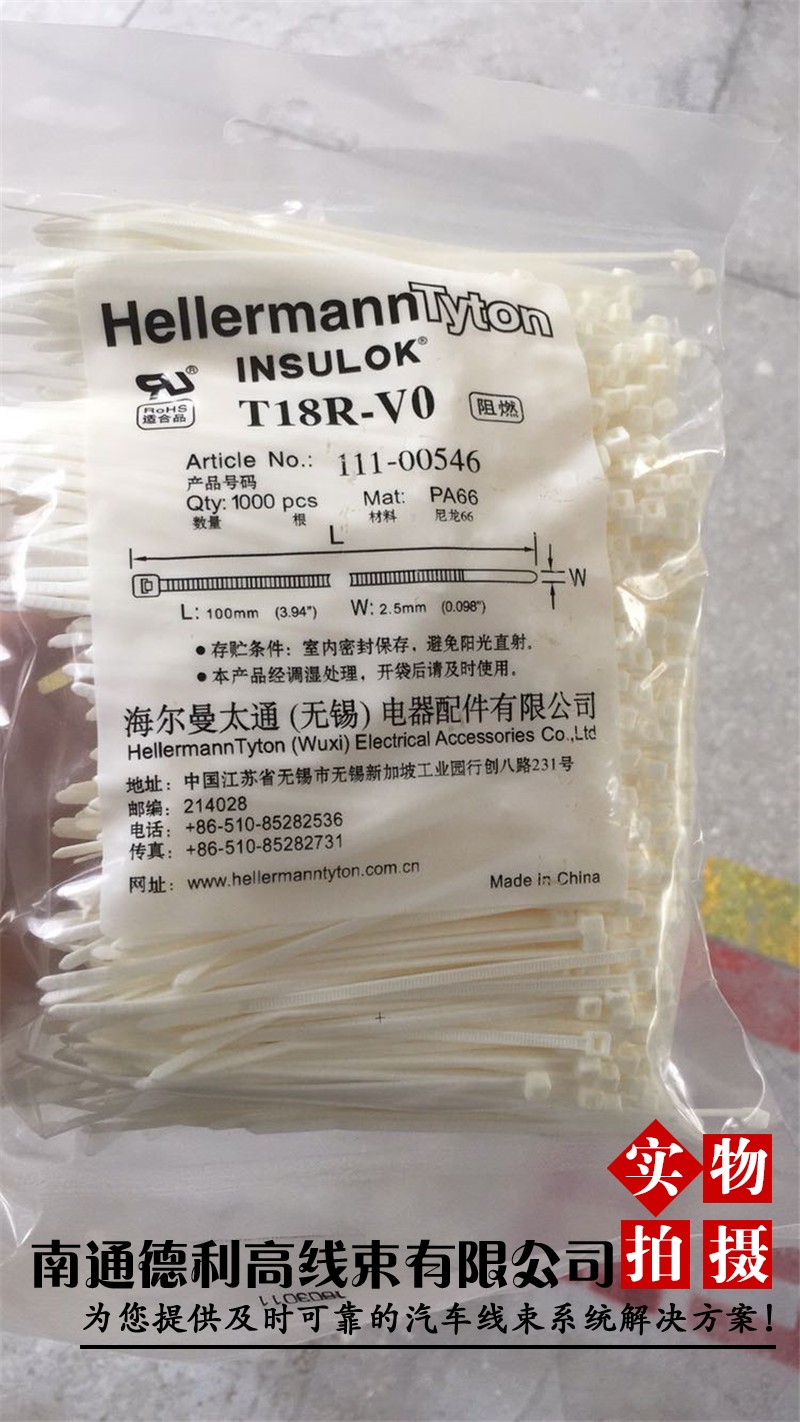 HellermannTyton
INSULOK®
RU®
RoHS
适合品
T18R-V0
阻燃
Article No.: 111-00546
产品号码
Qty: 1000 pcs Mat: PA66
数量 根 材料 尼龙66
L
W
L: 100mm (3.94") W: 2.5mm (0.098")
●存贮条件：室内密封保存，避免阳光直射。
●本产品经调湿处理，开袋后请及时使用。
海尔曼太通(无锡)电器配件有限公司
HellermannTyton (Wuxi) Electrical Accessories Co.,Ltd
地址：中国江苏省无锡市无锡新加坡工业园行创八路231号
邮编：214028
电话：+86-510-85282536
传真：+86-510-85282731
网址：www.hellermanntyton.com.cn
Made in China
实物
拍摄
南通德利高线束有限公司
为您提供及时可靠的汽车线束系统解决方案!